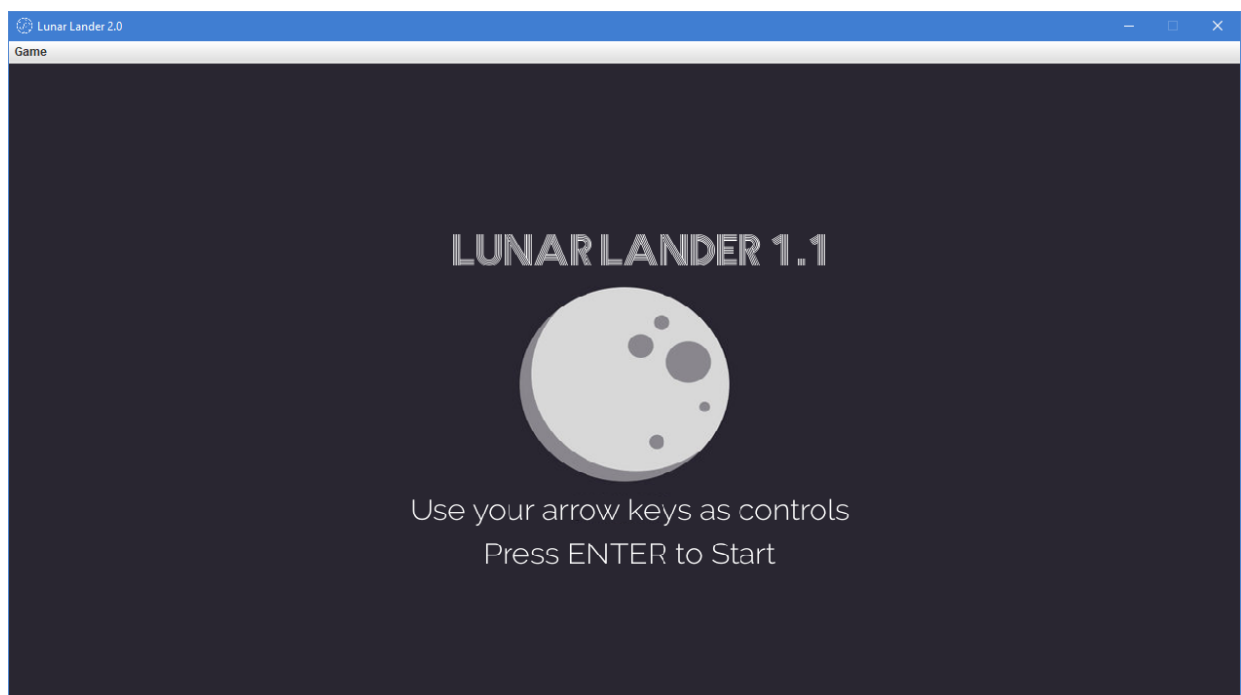 Lunar Lander 2.0
Game
LUNAR LANDER 1.1
Use your arrow keys as controls
Press ENTER to Start